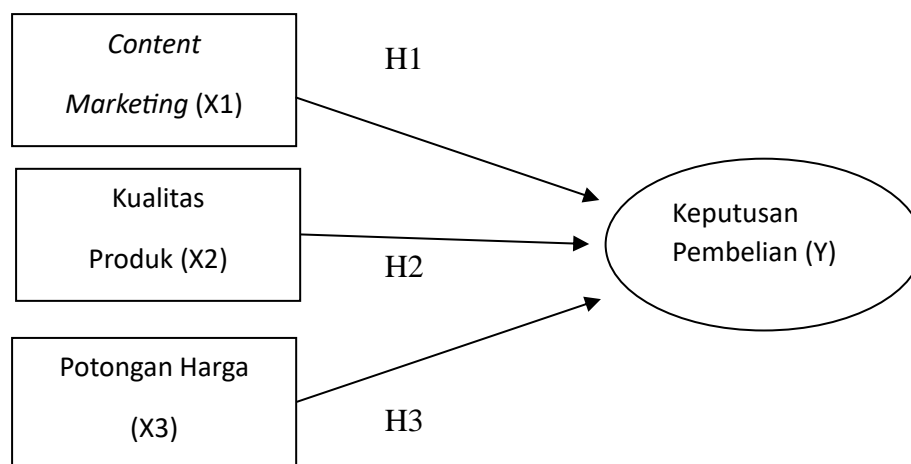 Content
Marketing (X1)
H1
Kualitas
Produk (X2)
H2
Keputusan
Pembelian (Y)
Potongan Harga
(X3)
H3